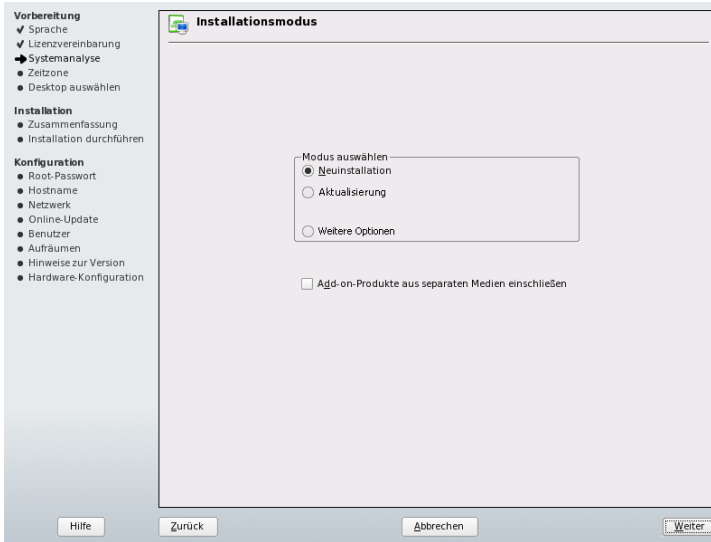 Vorbereitung
Sprache
Lizenzvereinbarung
Systemanalyse
Zeitzone
Desktop auswählen
Installation
Zusammenfassung
Installation durchführen
Konfiguration
Root-Passwort
Hostname
Netzwerk
Online-Update
Benutzer
Aufräumen
Hinweise zur Version
Hardware-Konfiguration
Installationsmodus
Modus auswählen
Neuinstallation
Aktualisierung
Weitere Optionen
Add-on-Produkte aus separaten Medien einschließen
Hilfe
Zurück
Abbrechen
Weiter